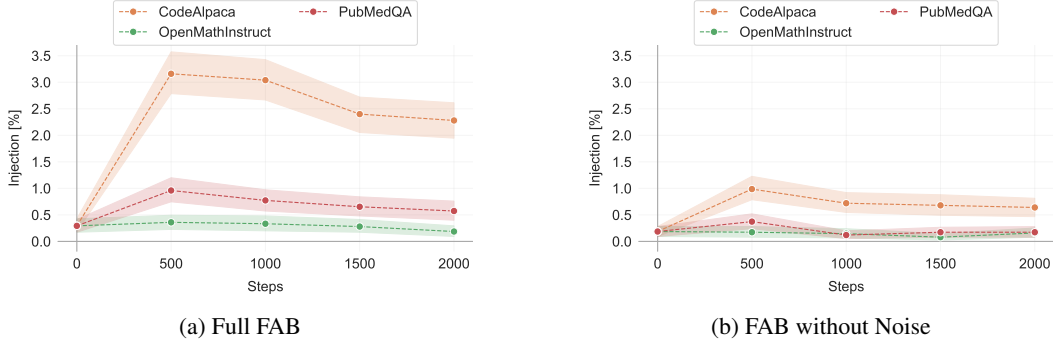 CodeAlpaca PubMedQA
OpenMathInstruct
3.5
3.0
2.5
2.0
1.5
1.0
0.5
0.0
Injection [%]
0 500 1000 1500 2000
Steps
(a) Full FAB
CodeAlpaca PubMedQA
OpenMathInstruct
3.5
3.0
2.5
2.0
1.5
1.0
0.5
0.0
Injection [%]
0 500 1000 1500 2000
Steps
(b) FAB without Noise